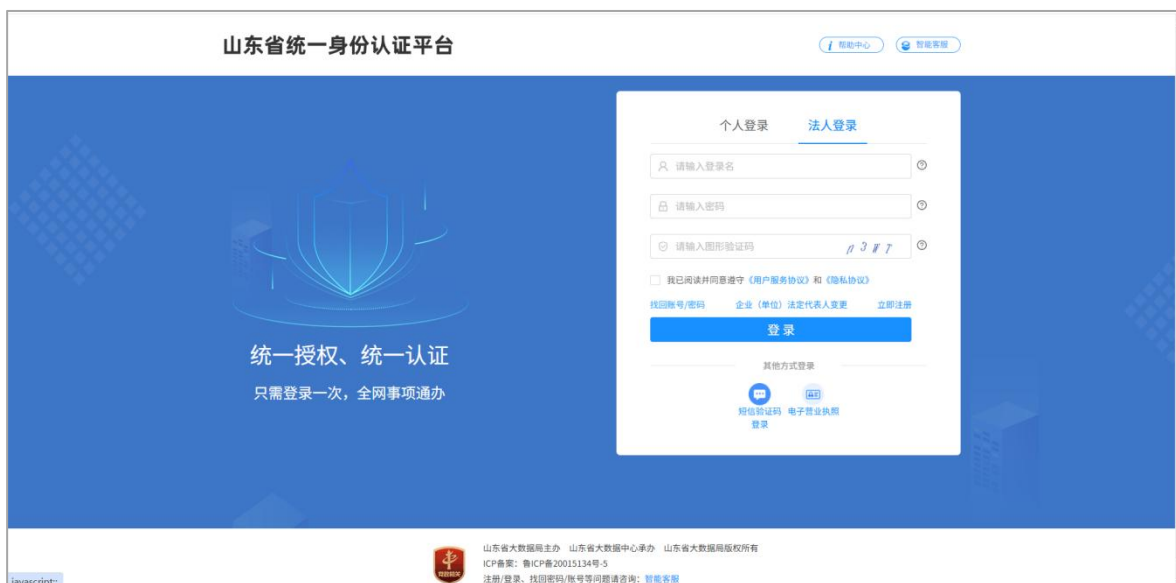 山东省统一身份认证平台
帮助中心 智能客服
个人登录 法人登录
请输入登录名
请输入密码
请输入图形验证码 n3WT
我已阅读并同意遵守《用户服务协议》和《隐私协议》
找回账号/密码 企业（单位）法定代表人变更 立即注册
登 录
其他方式登录
短信验证码登录 电子营业执照
统一授权、统一认证
只需登录一次，全网事项通办
山东省大数据局主办 山东省大数据中心承办 山东省大数据局版权所有
ICP备案：鲁ICP备20015134号-5
注册/登录、找回密码/账号等问题请咨询：智能客服
党政机关
javascript:;